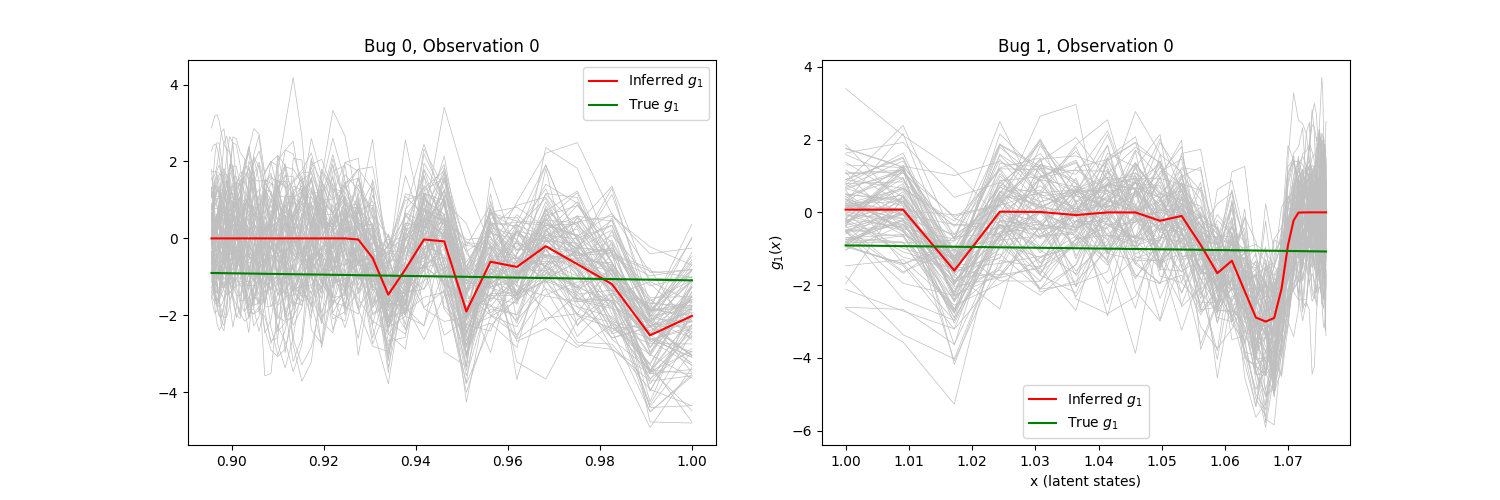 Bug 0, Observation 0
Inferred g₁
True g₁
4
2
0
−2
−4
0.90 0.92 0.94 0.96 0.98 1.00
Bug 1, Observation 0
Inferred g₁
True g₁
g₁(x)
4
2
0
−2
−4
−6
1.00 1.01 1.02 1.03 1.04 1.05 1.06 1.07
x (latent states)